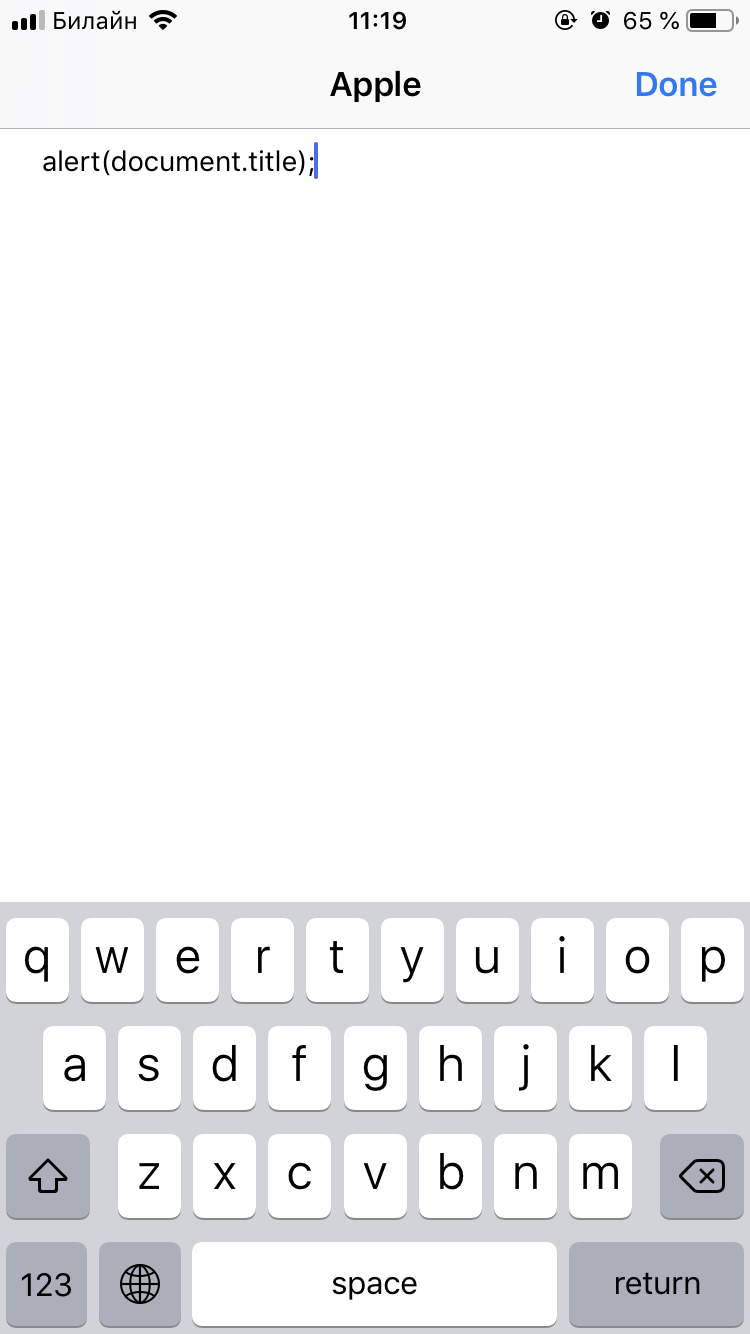 Билайн 11:19 65 %
Apple Done
alert(document.title);
q w e r t y u i o p
a s d f g h j k l
z x c v b n m
123 space return